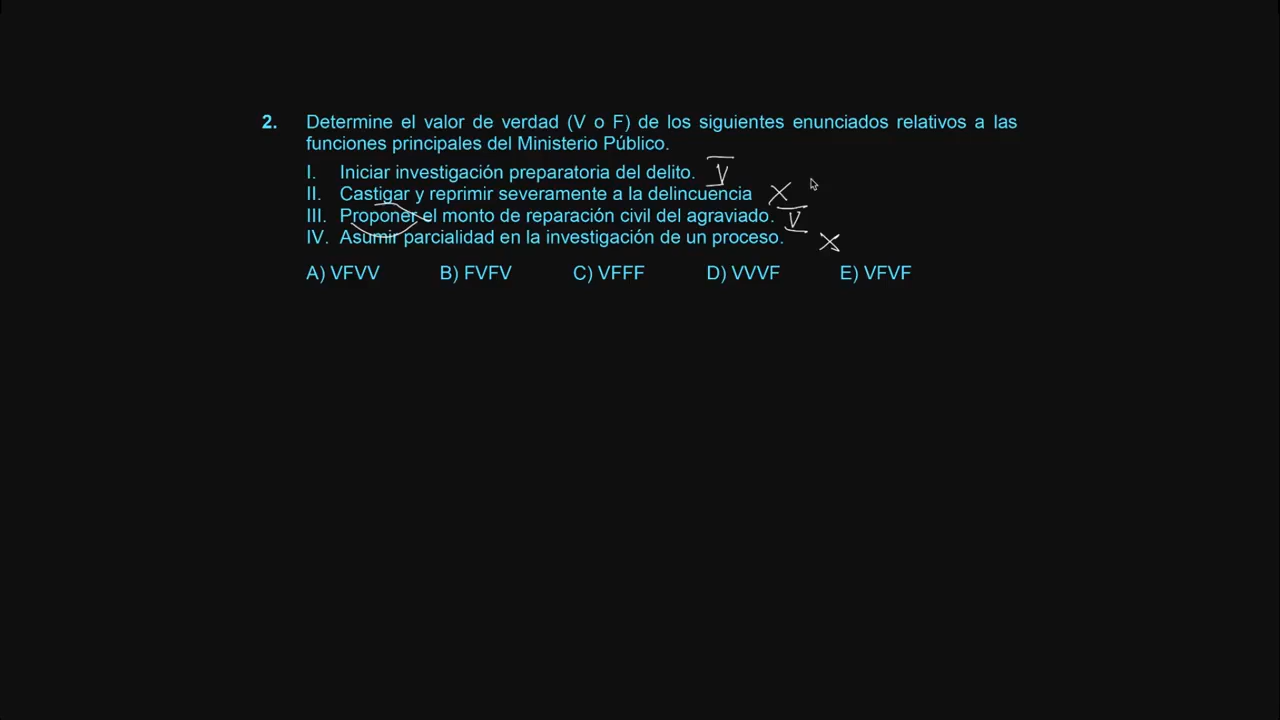 2. Determine el valor de verdad (V o F) de los siguientes enunciados relativos a las
funciones principales del Ministerio Público.
I. Iniciar investigación preparatoria del delito. V
II. Castigar y reprimir severamente a la delincuencia X
III. Proponer el monto de reparación civil del agraviado. V
IV. Asumir parcialidad en la investigación de un proceso. X
A) VFVV B) FVFV C) VFFF D) VVVF E) VFVF